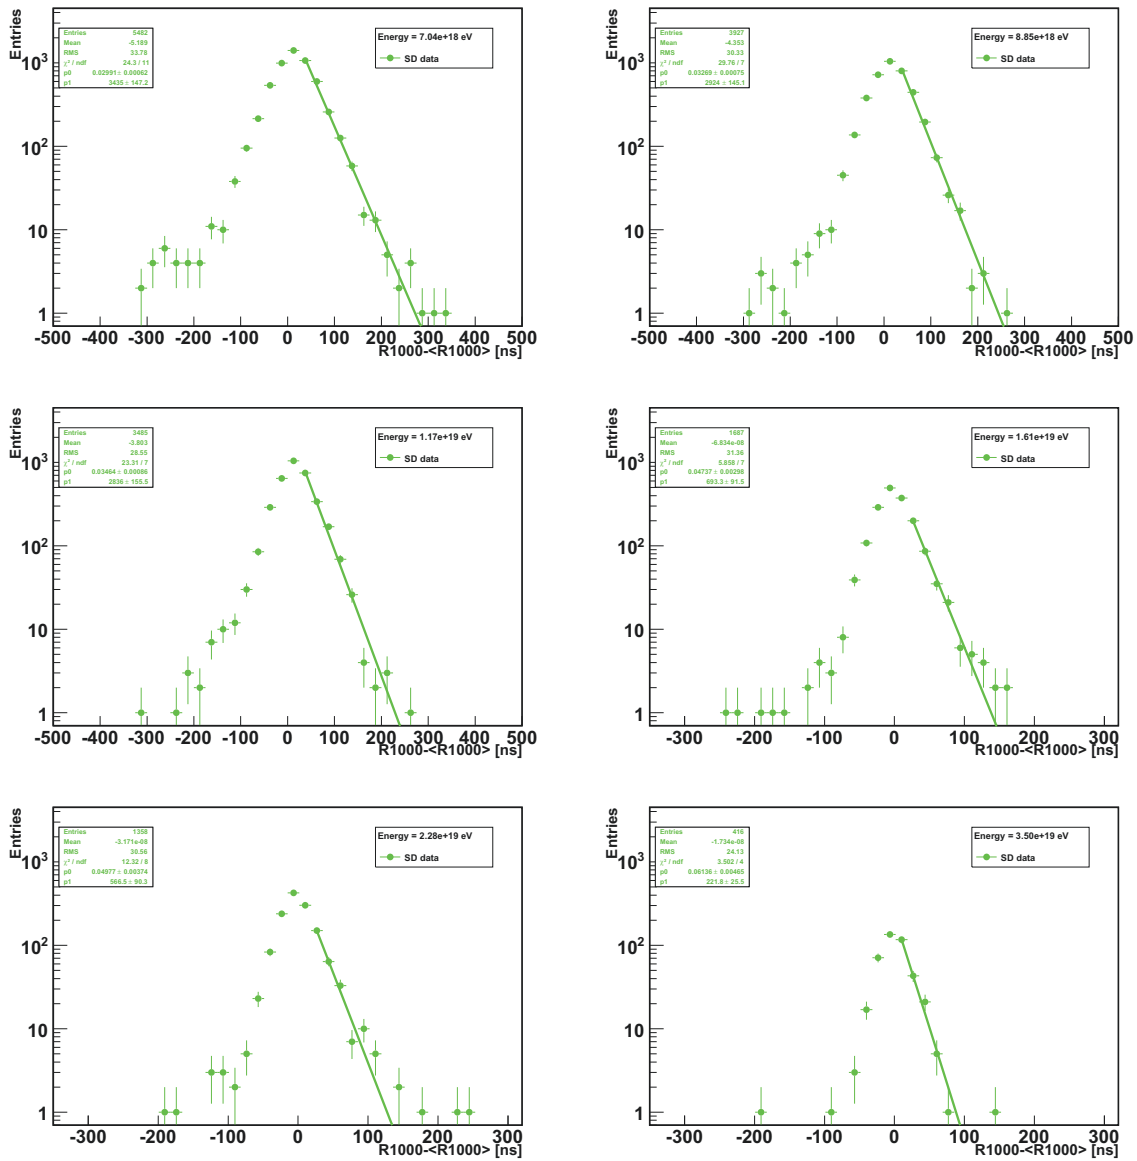 Entries
Entries 5482
Mean -5.189
RMS 33.78
χ² / ndf 24.3 / 11
p0 0.02991 ± 0.00062
p1 3435 ± 147.2
Energy = 7.04e+18 eV
SD data
10³
10²
10
1
-500 -400 -300 -200 -100 0 100 200 300 400 500
R1000-<R1000> [ns]
Entries
Entries 3927
Mean -4.353
RMS 30.33
χ² / ndf 29.76 / 7
p0 0.03269 ± 0.00075
p1 2924 ± 145.1
Energy = 8.85e+18 eV
SD data
10³
10²
10
1
-500 -400 -300 -200 -100 0 100 200 300 400 500
R1000-<R1000> [ns]
Entries
Entries 3485
Mean -3.803
RMS 28.55
χ² / ndf 23.31 / 7
p0 0.03464 ± 0.00086
p1 2836 ± 155.5
Energy = 1.17e+19 eV
SD data
10³
10²
10
1
-500 -400 -300 -200 -100 0 100 200 300 400 500
R1000-<R1000> [ns]
Entries
Entries 1687
Mean -6.834e-08
RMS 31.36
χ² / ndf 5.858 / 7
p0 0.04737 ± 0.00298
p1 693.3 ± 91.5
Energy = 1.61e+19 eV
SD data
10³
10²
10
1
-300 -200 -100 0 100 200 300
R1000-<R1000> [ns]
Entries
Entries 1358
Mean -3.171e-08
RMS 30.56
χ² / ndf 12.32 / 8
p0 0.04977 ± 0.00374
p1 566.5 ± 90.3
Energy = 2.28e+19 eV
SD data
10³
10²
10
1
-300 -200 -100 0 100 200 300
R1000-<R1000> [ns]
Entries
Entries 416
Mean -1.734e-08
RMS 24.13
χ² / ndf 3.502 / 4
p0 0.06136 ± 0.00465
p1 221.8 ± 25.5
Energy = 3.50e+19 eV
SD data
10³
10²
10
1
-300 -200 -100 0 100 200 300
R1000-<R1000> [ns]